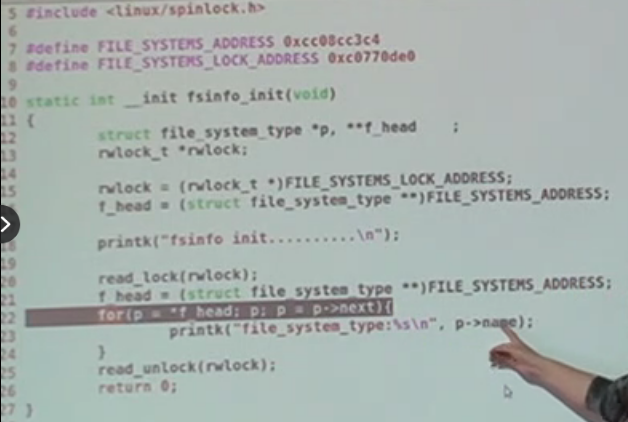 5 #include <linux/spinlock.h>
6
7 #define FILE_SYSTEMS_ADDRESS 0xcc08cc3c4
8 #define FILE_SYSTEMS_LOCK_ADDRESS 0xc0770de0
9
10 static int __init fsinfo_init(void)
11 {
12 struct file_system_type *p, **f_head ;
13 rwlock_t *rwlock;
14
15 rwlock = (rwlock_t *)FILE_SYSTEMS_LOCK_ADDRESS;
f_head = (struct file_system_type **)FILE_SYSTEMS_ADDRESS;
18 printk("fsinfo init..........\n");
19
20 read_lock(rwlock);
21 f_head = (struct file_system_type **)FILE_SYSTEMS_ADDRESS;
22 for(p = *f_head; p; p = p->next){
23 printk("file_system_type:%s\n", p->name);
24 }
25 read_unlock(rwlock);
26 return 0;
27 }